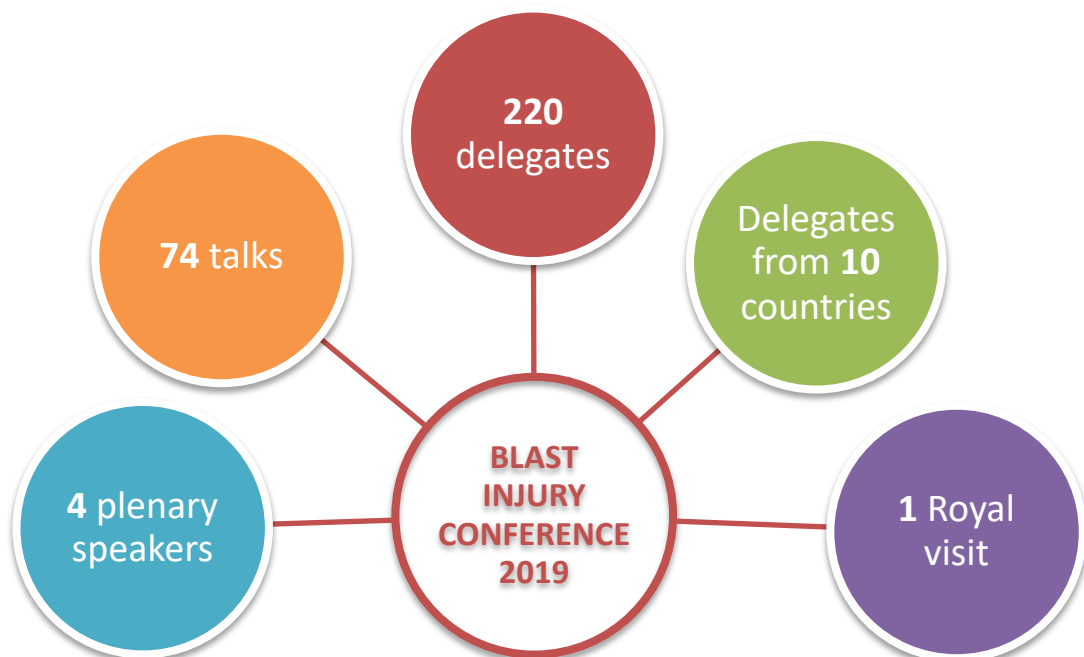 220
delegates
74 talks
Delegates
from 10
countries
4 plenary
speakers
BLAST
INJURY
CONFERENCE
2019
1 Royal
visit